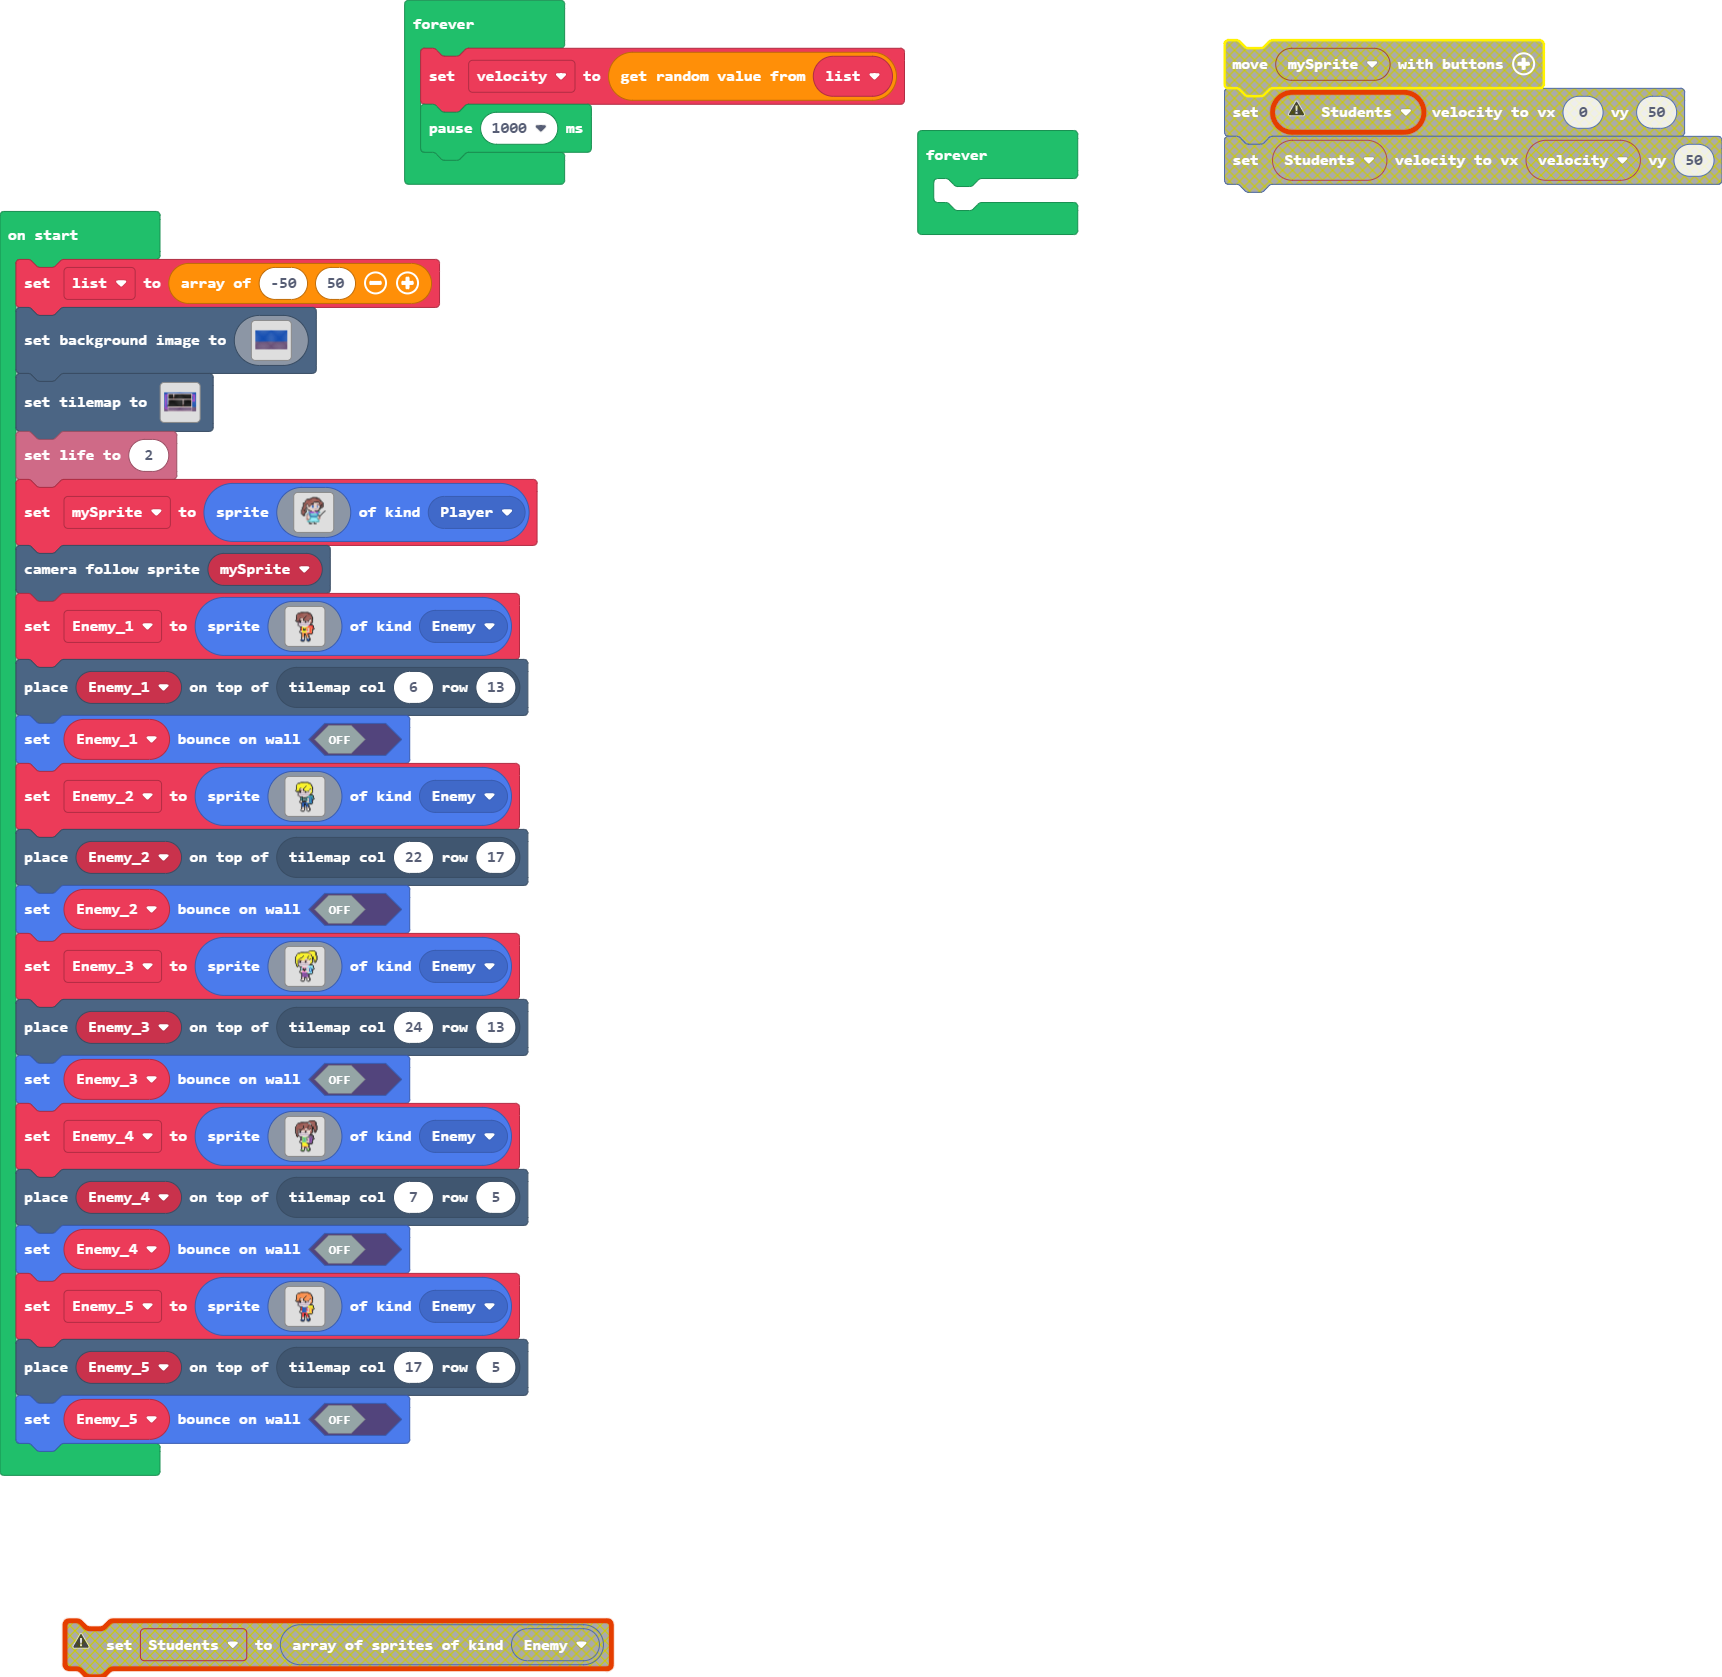 forever
set velocity to get random value from list
pause 1000 ms
forever
move mySprite with buttons
set Students velocity to vx 0 vy 50
set Students velocity to vx velocity vy 50
on start
set list to array of -50 50
set background image to
set tilemap to
set life to 2
set mySprite to sprite of kind Player
camera follow sprite mySprite
set Enemy_1 to sprite of kind Enemy
place Enemy_1 on top of tilemap col 6 row 13
set Enemy_1 bounce on wall OFF
set Enemy_2 to sprite of kind Enemy
place Enemy_2 on top of tilemap col 22 row 17
set Enemy_2 bounce on wall OFF
set Enemy_3 to sprite of kind Enemy
place Enemy_3 on top of tilemap col 24 row 13
set Enemy_3 bounce on wall OFF
set Enemy_4 to sprite of kind Enemy
place Enemy_4 on top of tilemap col 7 row 5
set Enemy_4 bounce on wall OFF
set Enemy_5 to sprite of kind Enemy
place Enemy_5 on top of tilemap col 17 row 5
set Enemy_5 bounce on wall OFF
set Students to array of sprites of kind Enemy